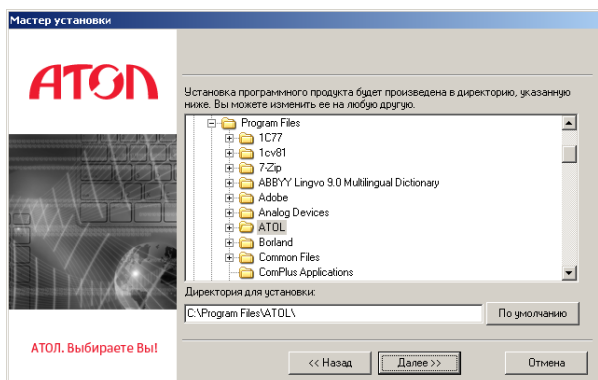 Мастер установки
АТОЛ
Установка программного продукта будет произведена в директорию, указанную
ниже. Вы можете изменить ее на любую другую.
Program Files
1C77
1cv81
7-Zip
ABBYY Lingvo 9.0 Multilingual Dictionary
Adobe
Analog Devices
ATOL
Borland
Common Files
ComPlus Applications
Директория для установки:
C:\Program Files\ATOL\
По умолчанию
АТОЛ. Выбираете Вы!
<< Назад
Далее >>
Отмена